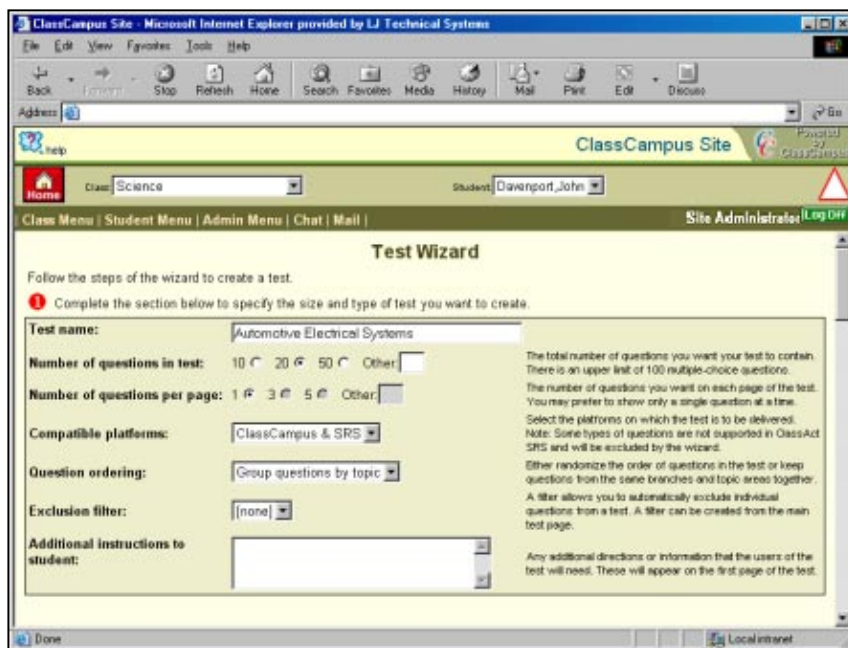 ClassCampus Site - Microsoft Internet Explorer provided by LJ Technical Systems
File Edit View Favorites Tools Help
Back Forward Stop Refresh Home Search Favorites Media History Mail Print Edit Discuss
Address Go
help ClassCampus Site Powered by ClassCampus
Home Class: Science Student: Davenport,John
| Class Menu | Student Menu | Admin Menu | Chat | Mail | Site Administrator Log Off
Test Wizard
Follow the steps of the wizard to create a test.
1 Complete the section below to specify the size and type of test you want to create.
Test name: Automotive Electrical Systems
Number of questions in test: 10 20 50 Other:
The total number of questions you want your test to contain.
There is an upper limit of 100 multiple-choice questions.
Number of questions per page: 1 3 5 Other:
The number of questions you want on each page of the test.
You may prefer to show only a single question at a time.
Compatible platforms: ClassCampus & SRS
Select the platforms on which the test is to be delivered.
Note: Some types of questions are not supported in ClassAct
SRS and will be excluded by the wizard.
Question ordering: Group questions by topic
Either randomize the order of questions in the test or keep
questions from the same branches and topic areas together.
Exclusion filter: [none]
A filter allows you to automatically exclude individual
questions from a test. A filter can be created from the main
test page.
Additional instructions to
student:
Any additional directions or information that the users of the
test will need. These will appear on the first page of the test.
Done Local intranet